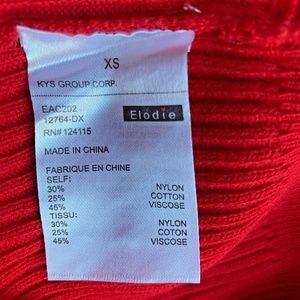 XS
KYS GROUP CORP.
EAC202
12764-DX
RN# 124115
Elodie
MADE IN CHINA
FABRIQUE EN CHINE
SELF:
30% NYLON
25% COTTON
45% VISCOSE
TISSU:
30% NYLON
25% COTON
45% VISCOSE